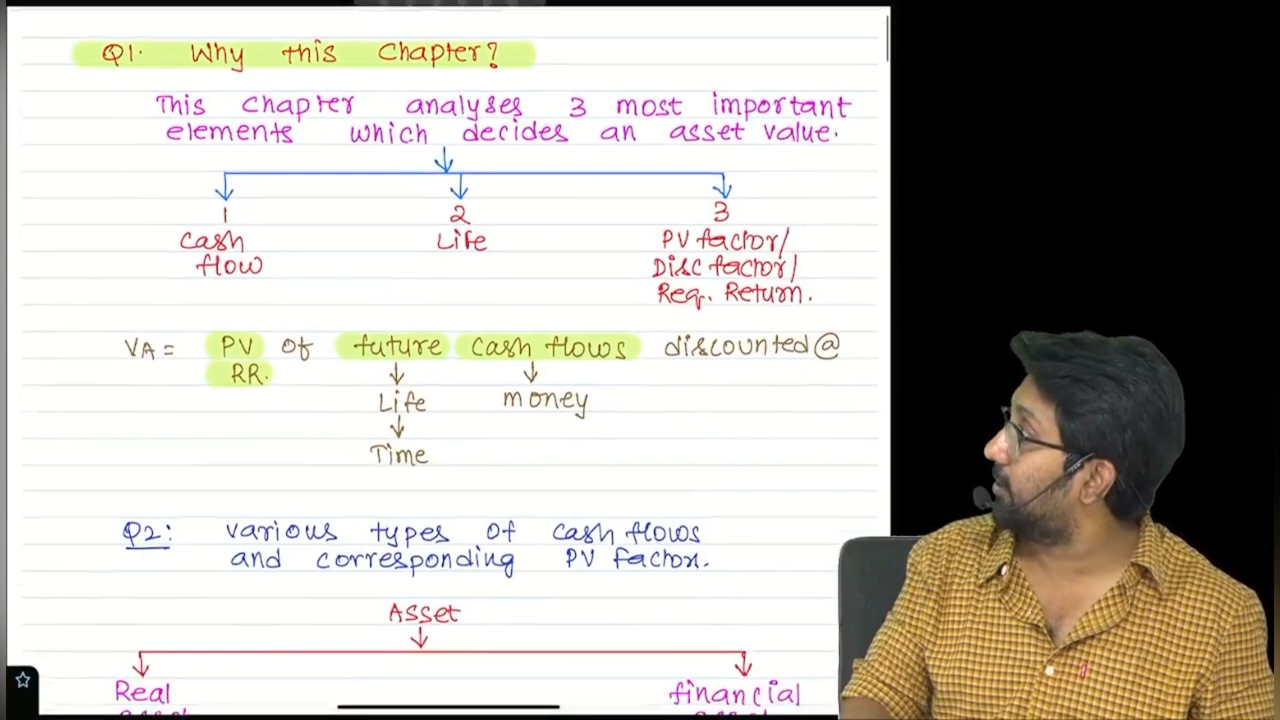 Q1. Why this Chapter?
This chapter analyses 3 most important
elements which decides an asset value.
1 2 3
Cash Life PV factor/
flow Disc factor/
Req. Return.
VA = PV of future cash flows discounted@
RR.
Life money
Time
Q2: various types of cash flows
and corresponding PV factor.
Asset
Real financial